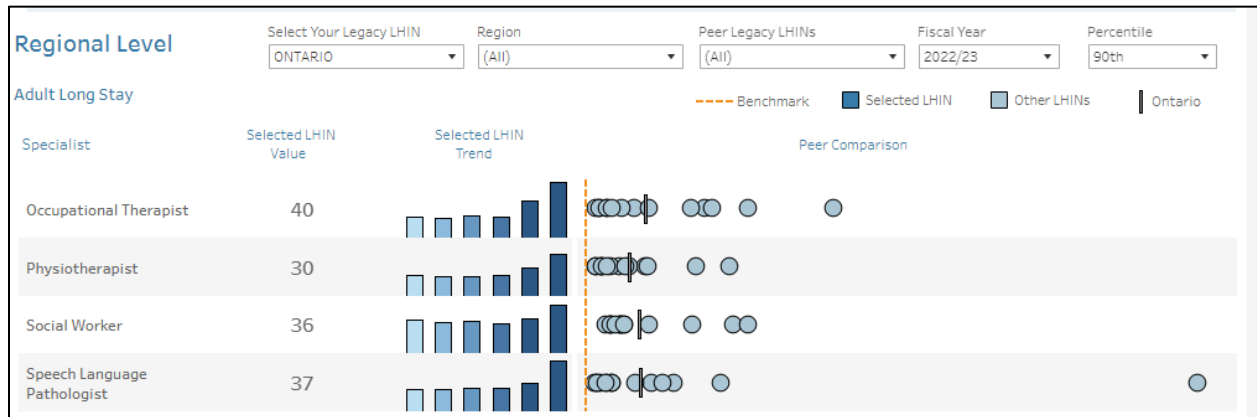 Regional Level
Select Your Legacy LHIN
Region
Peer Legacy LHINs
Fiscal Year
Percentile
ONTARIO
(All)
(All)
2022/23
90th
Adult Long Stay
Benchmark
Selected LHIN
Other LHINs
Ontario
Specialist
Selected LHIN
Value
Selected LHIN
Trend
Peer Comparison
Occupational Therapist
40
Physiotherapist
30
Social Worker
36
Speech Language
Pathologist
37